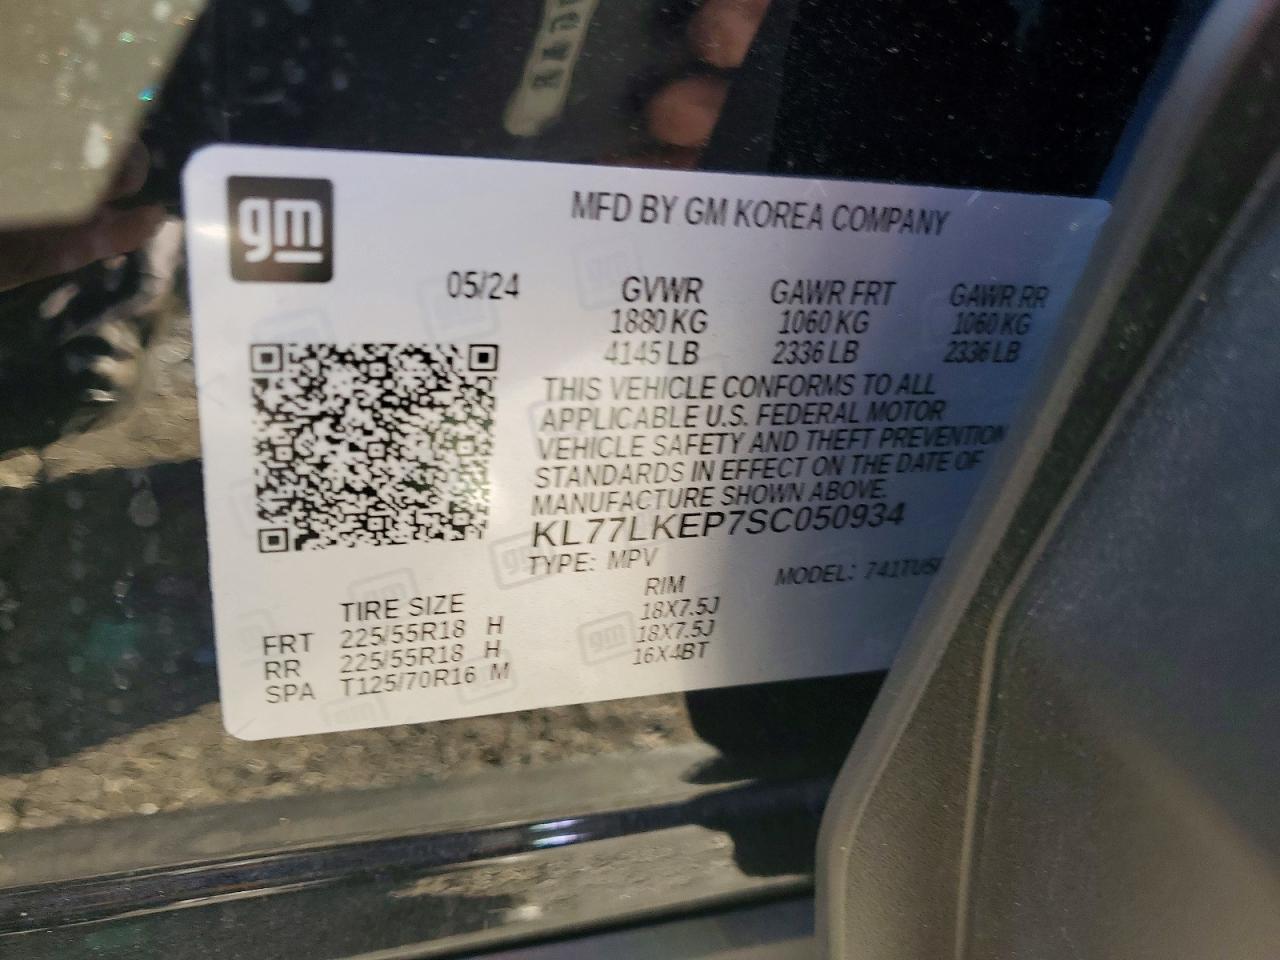 gm
MFD BY GM KOREA COMPANY
05/24 GVWR GAWR FRT GAWR RR
1880 KG 1060 KG 1060 KG
4145 LB 2336 LB 2336 LB
THIS VEHICLE CONFORMS TO ALL
APPLICABLE U.S. FEDERAL MOTOR
VEHICLE SAFETY AND THEFT PREVENTION
STANDARDS IN EFFECT ON THE DATE OF
MANUFACTURE SHOWN ABOVE.
KL77LKEP7SC050934
TYPE: MPV MODEL:
TIRE SIZE RIM
FRT 225/55R18 H 18X7.5J
RR 225/55R18 H 18X7.5J
SPA T125/70R16 M 16X4BT